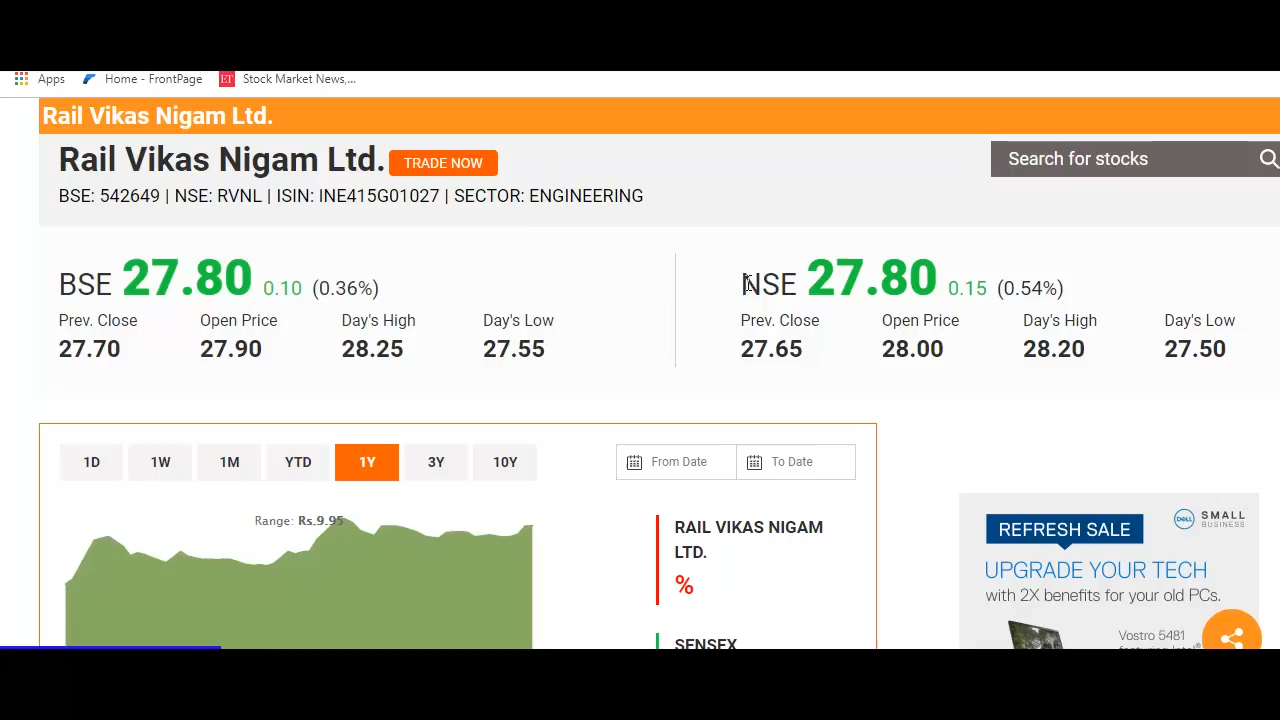 Apps Home - FrontPage ET Stock Market News,...
Rail Vikas Nigam Ltd.
Rail Vikas Nigam Ltd. TRADE NOW
Search for stocks
BSE: 542649 | NSE: RVNL | ISIN: INE415G01027 | SECTOR: ENGINEERING
BSE 27.80 0.10 (0.36%)
Prev. Close Open Price Day's High Day's Low
27.70 27.90 28.25 27.55
NSE 27.80 0.15 (0.54%)
Prev. Close Open Price Day's High Day's Low
27.65 28.00 28.20 27.50
1D 1W 1M YTD 1Y 3Y 10Y
From Date To Date
Range: Rs.9.95
RAIL VIKAS NIGAM
LTD.
%
SENSEX
DELL SMALL
BUSINESS
REFRESH SALE
UPGRADE YOUR TECH
with 2X benefits for your old PCs.
Vostro 5481